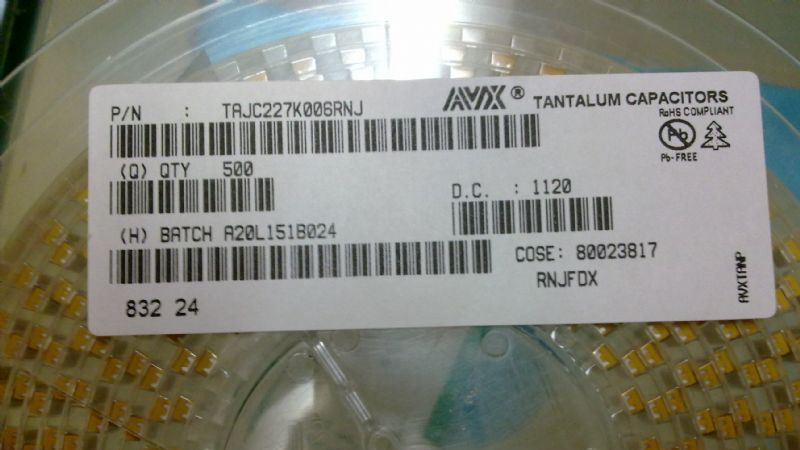 P/N : TAJC227K006RNJ
AVX ® TANTALUM CAPACITORS
RoHS COMPLIANT
Pb
Pb-FREE
(Q) QTY 500
D.C. : 1120
(H) BATCH A20L151B024
COSE: 80023817
RNJFDX
832 24
AVXTANP